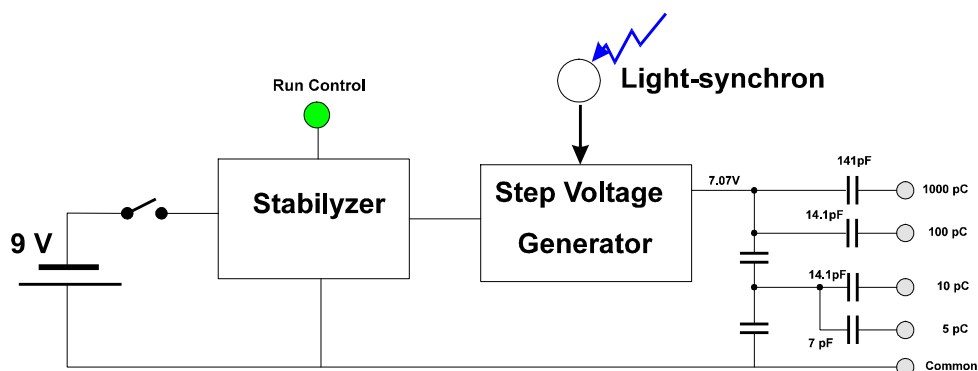 Run Control
Light-synchron
Stabilyzer
Step Voltage
Generator
9 V
7.07V
141pF
1000 pC
14.1pF
100 pC
14.1pF
10 pC
7 pF
5 pC
Common